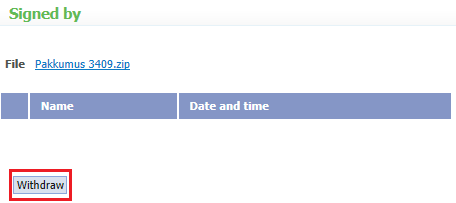 Signed by
File Pakkumus 3409.zip
Name Date and time
Withdraw